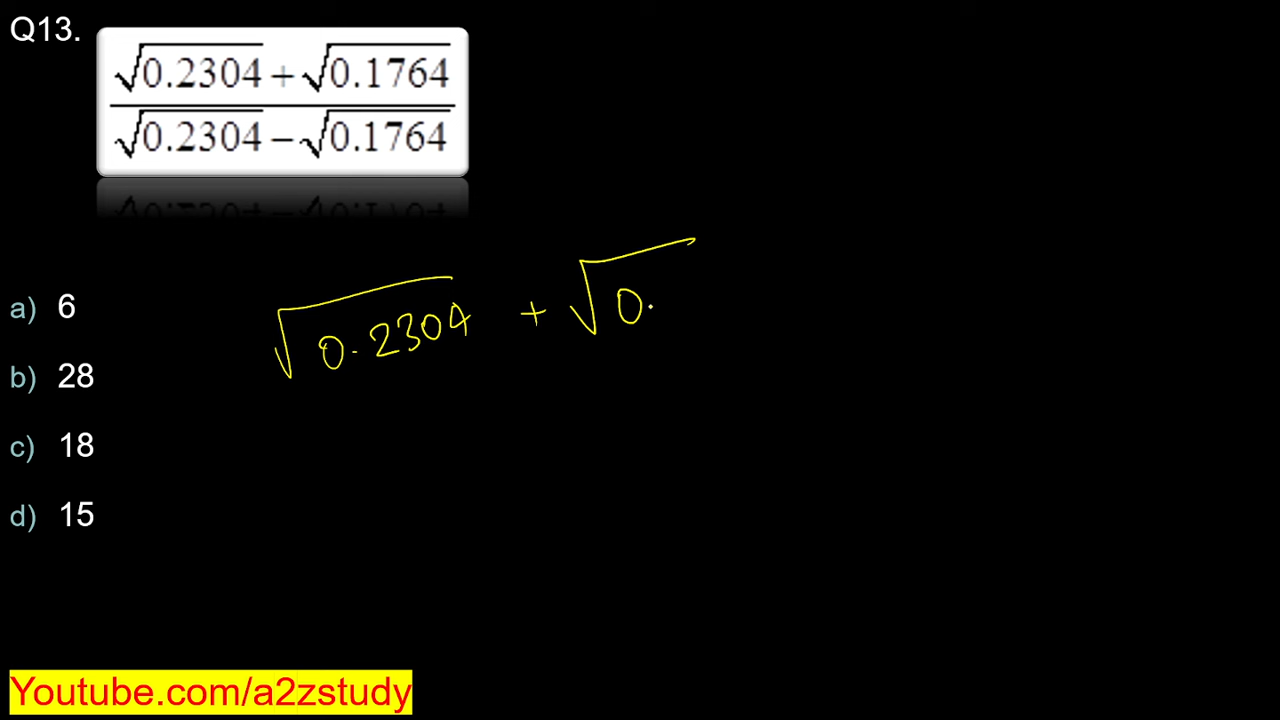 Q13.
√0.2304 + √0.1764
√0.2304 − √0.1764
a) 6
√0.2304 + √0.
b) 28
c) 18
d) 15
Youtube.com/a2zstudy